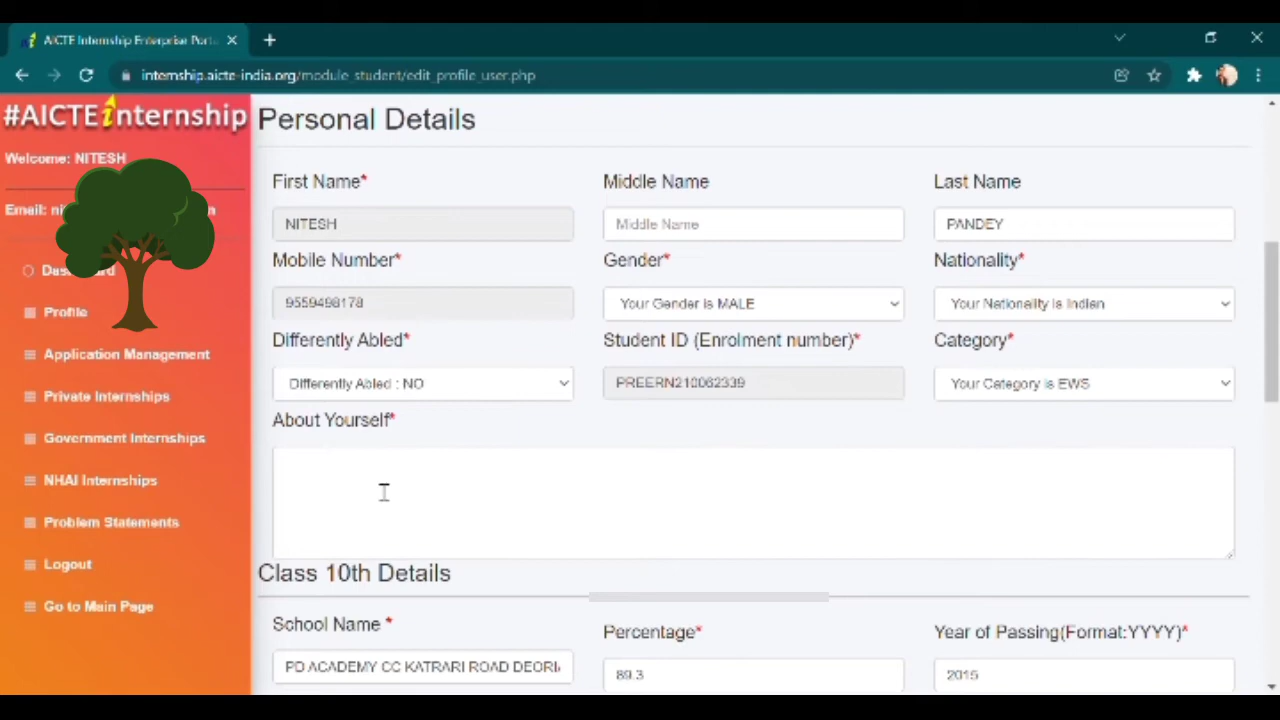 AICTE Internship Enterprise Porta
internship.aicte-india.org/module_student/edit_profile_user.php
#AICTEinternship
Welcome: NITESH
Email: ni
n
Dashboard
Profile
Application Management
Private Internships
Government Internships
NHAI Internships
Problem Statements
Logout
Go to Main Page
Personal Details
First Name* Middle Name Last Name
NITESH Middle Name PANDEY
Mobile Number* Gender* Nationality*
9559498178 Your Gender is MALE Your Nationality is Indian
Differently Abled* Student ID (Enrolment number)* Category*
Differently Abled : NO PREERN210062339 Your Category is EWS
About Yourself*
Class 10th Details
School Name * Percentage* Year of Passing(Format:YYYY)*
PD ACADEMY CC KATRARI ROAD DEORI 89.3 2015